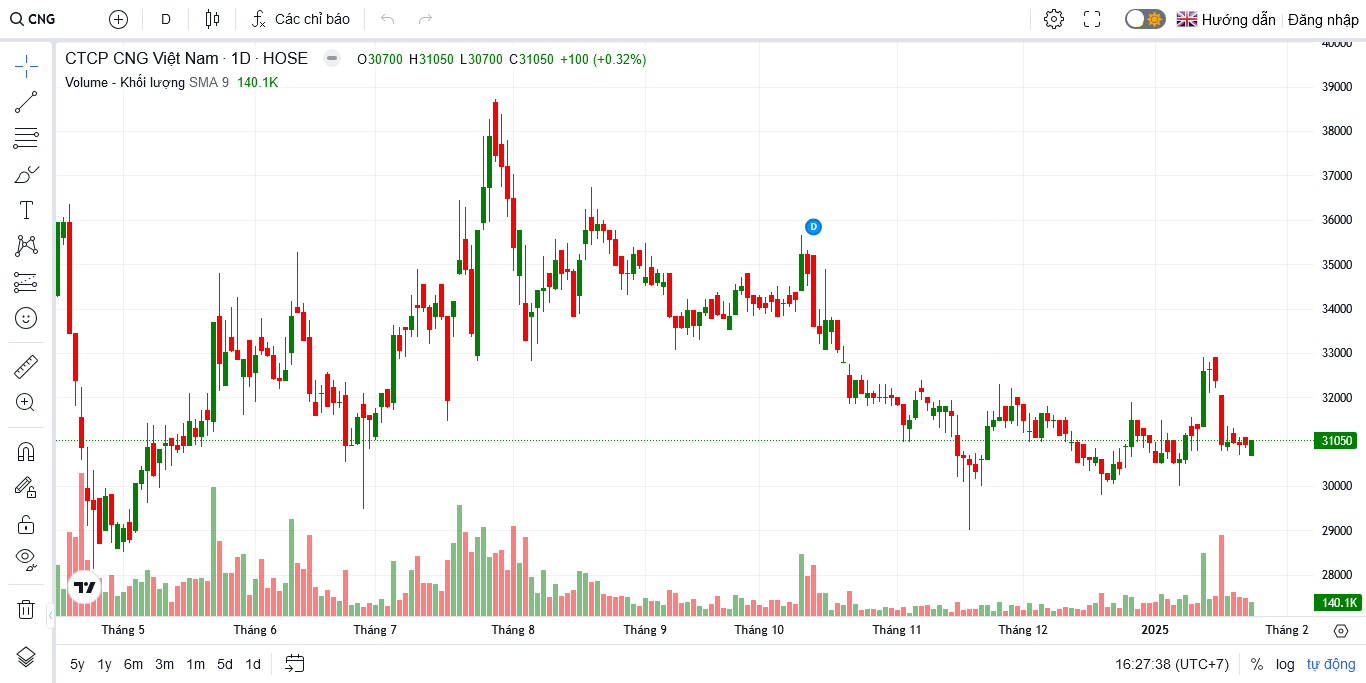 CNG D Các chỉ báo Hướng dẫn Đăng nhập
CTCP CNG Việt Nam · 1D · HOSE O30700 H31050 L30700 C31050 +100 (+0.32%)
Volume - Khối lượng SMA 9 140.1K
D
40000
39000
38000
37000
36000
35000
34000
33000
32000
31050
30000
29000
28000
140.1K
Tháng 5 Tháng 6 Tháng 7 Tháng 8 Tháng 9 Tháng 10 Tháng 11 Tháng 12 2025 Tháng 2
5y 1y 6m 3m 1m 5d 1d 16:27:38 (UTC+7) % log tự động